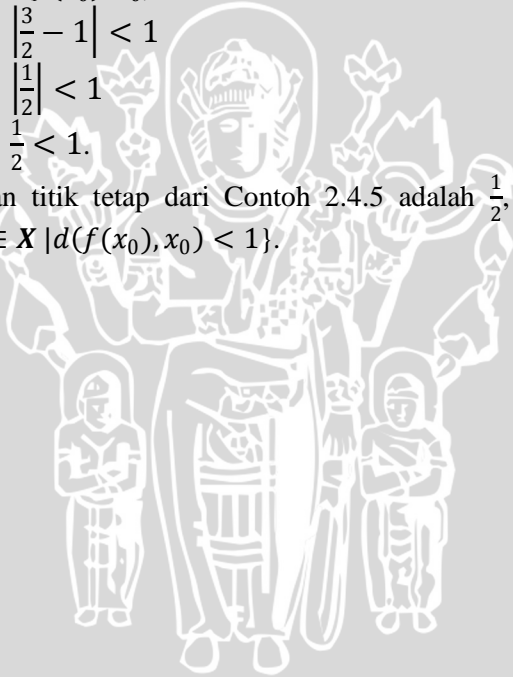 |3/2 − 1| < 1
|1/2| < 1
1/2 < 1.
titik tetap dari Contoh 2.4.5 adalah 1/2,
X |d(f(x₀), x₀) < 1}.